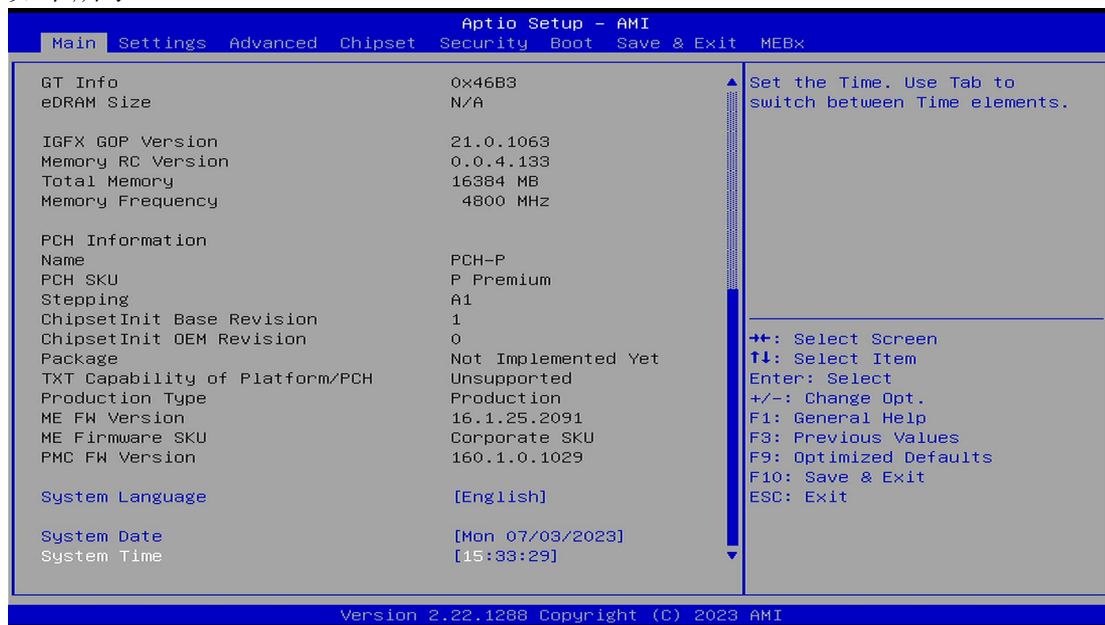 Aptio Setup – AMI
Main Settings Advanced Chipset Security Boot Save & Exit MEBx
GT Info 0x46B3
eDRAM Size N/A
IGFX GOP Version 21.0.1063
Memory RC Version 0.0.4.133
Total Memory 16384 MB
Memory Frequency 4800 MHz
PCH Information
Name PCH-P
PCH SKU P Premium
Stepping A1
ChipsetInit Base Revision 1
ChipsetInit OEM Revision 0
Package Not Implemented Yet
TXT Capability of Platform/PCH Unsupported
Production Type Production
ME FW Version 16.1.25.2091
ME Firmware SKU Corporate SKU
PMC FW Version 160.1.0.1029
System Language [English]
System Date [Mon 07/03/2023]
System Time [15:33:29]
Set the Time. Use Tab to
switch between Time elements.
→←: Select Screen
↑↓: Select Item
Enter: Select
+/-: Change Opt.
F1: General Help
F3: Previous Values
F9: Optimized Defaults
F10: Save & Exit
ESC: Exit
Version 2.22.1288 Copyright (C) 2023 AMI